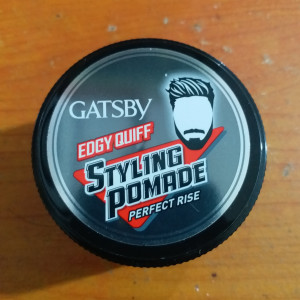 GATSBY
EDGY QUIFF
STYLING
POMADE
PERFECT RISE